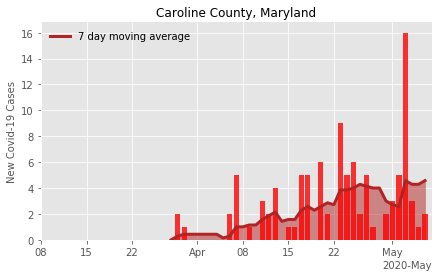 Caroline County, Maryland
7 day moving average
New Covid-19 Cases
16
14
12
10
8
6
4
2
0
08 15 22 Apr 08 15 22 May
2020-May